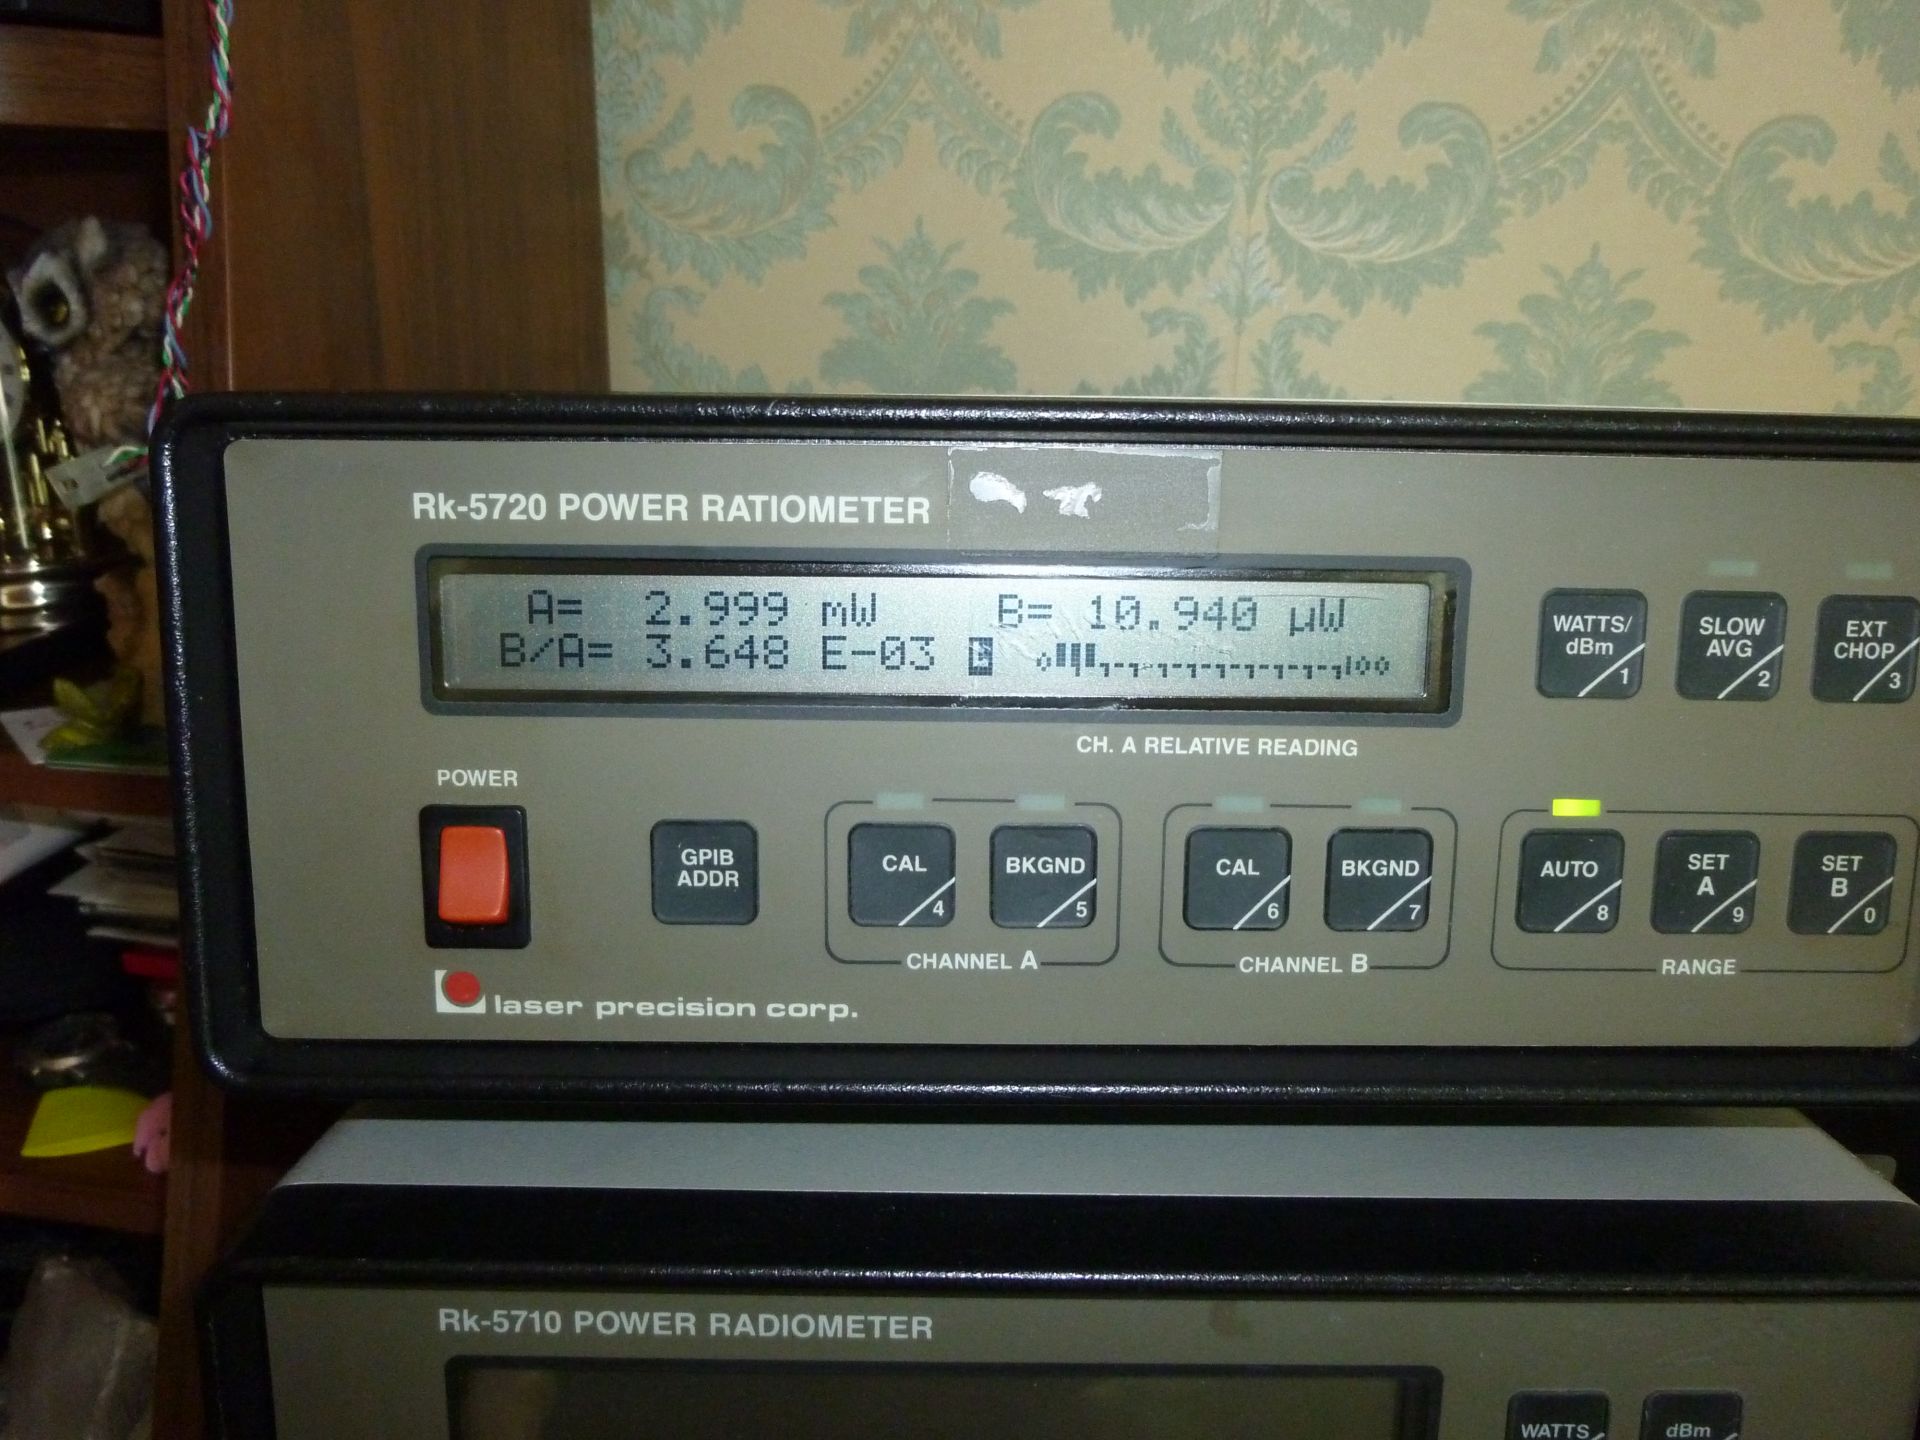 Rk-5720 POWER RATIOMETER
A= 2.999 mW B= 10.940 µW
B/A= 3.648 E-03 0 100
CH. A RELATIVE READING
WATTS/
dBm
1
SLOW
AVG
2
EXT
CHOP
3
POWER
GPIB
ADDR
CAL
4
BKGND
5
CHANNEL A
CAL
6
BKGND
7
CHANNEL B
AUTO
8
SET
A
9
SET
B
0
RANGE
laser precision corp.
Rk-5710 POWER RADIOMETER
WATTS
dBm